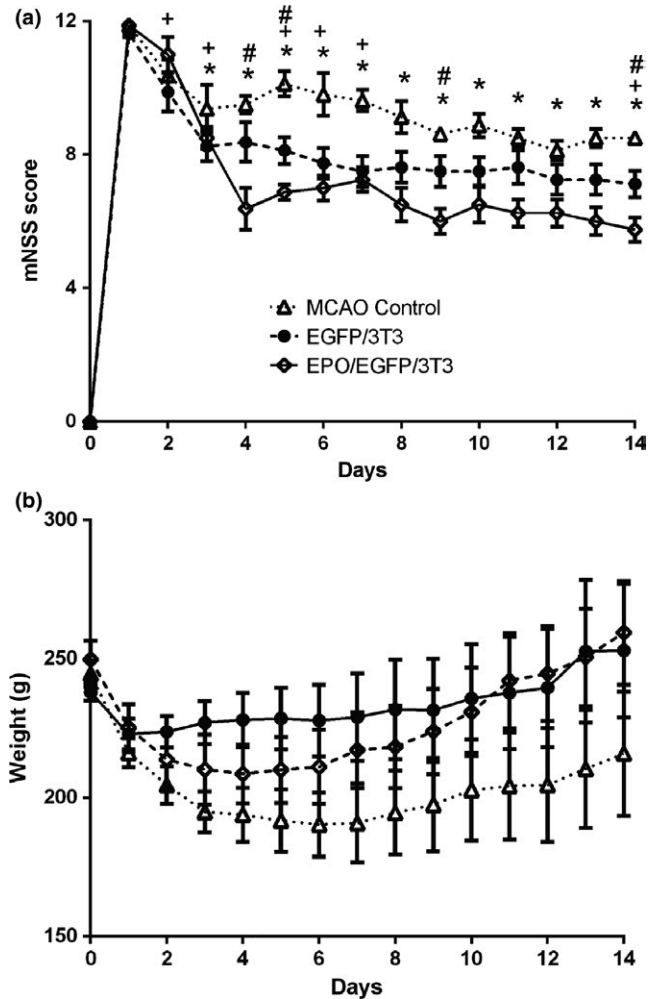 (a)
12
8
4
0
mNSS score
+
+
*
#
*
#
+
*
+
*
+
*
*
#
*
*
*
*
*
#
+
*
MCAO Control
EGFP/3T3
EPO/EGFP/3T3
0 2 4 6 8 10 12 14
Days
(b)
300
250
200
150
Weight (g)
0 2 4 6 8 10 12 14
Days